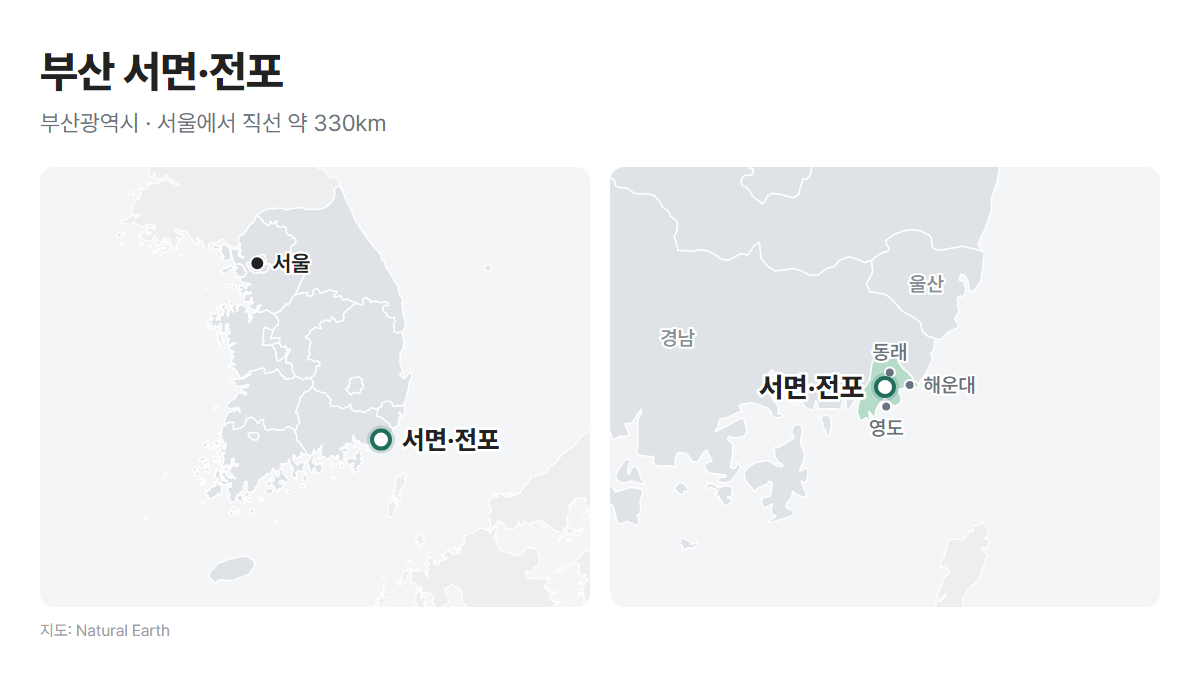 부산 서면·전포
부산광역시 · 서울에서 직선 약 330km
서울
서면·전포
울산
경남
동래
서면·전포
해운대
영도
지도: Natural Earth